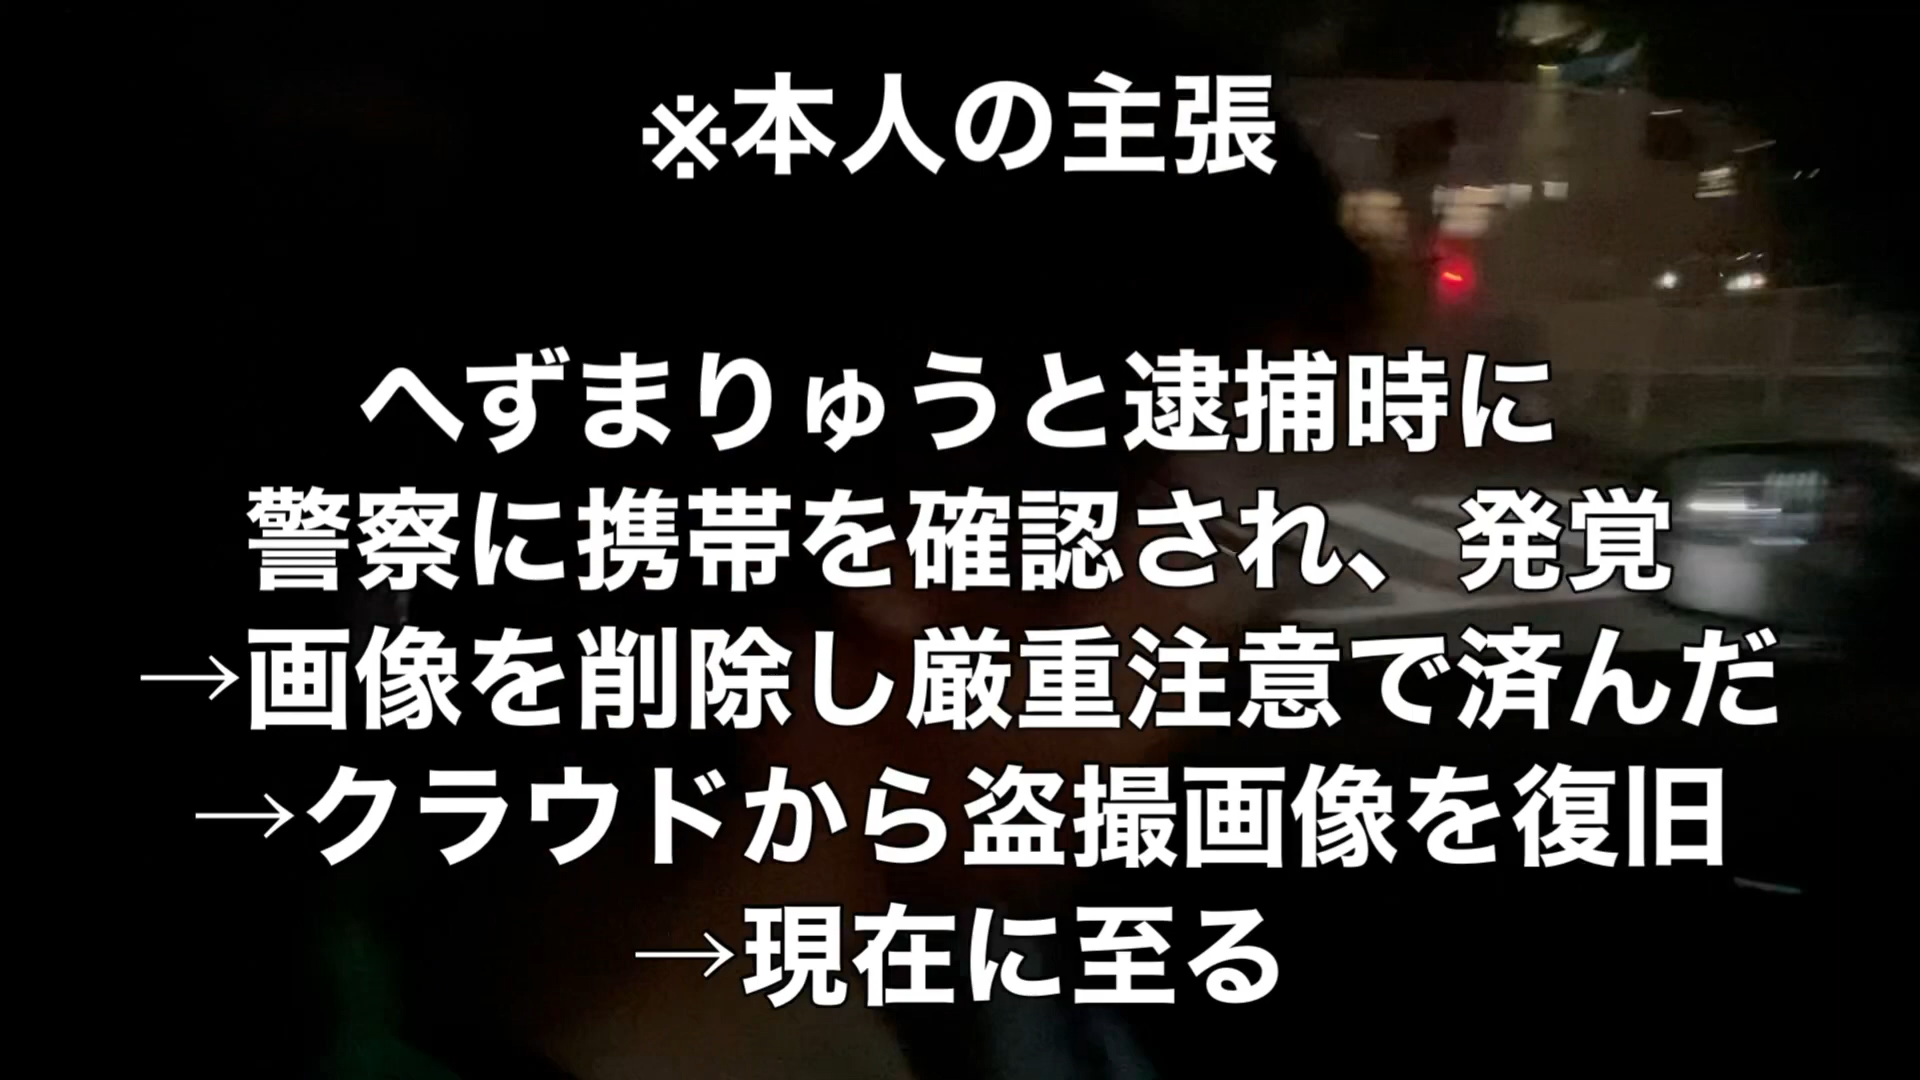 ※本人の主張
へずまりゅうと逮捕時に
警察に携帯を確認され、発覚
→画像を削除し厳重注意で済んだ
→クラウドから盗撮画像を復旧
→現在に至る